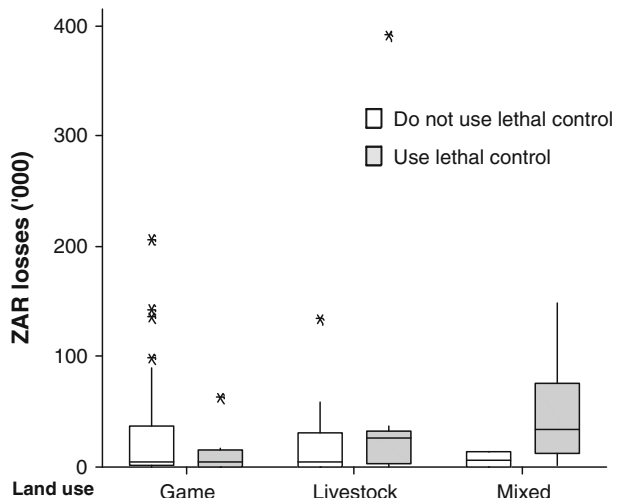 400
300
200
100
0
ZAR losses ('000)
Do not use lethal control
Use lethal control
Land use
Game
Livestock
Mixed